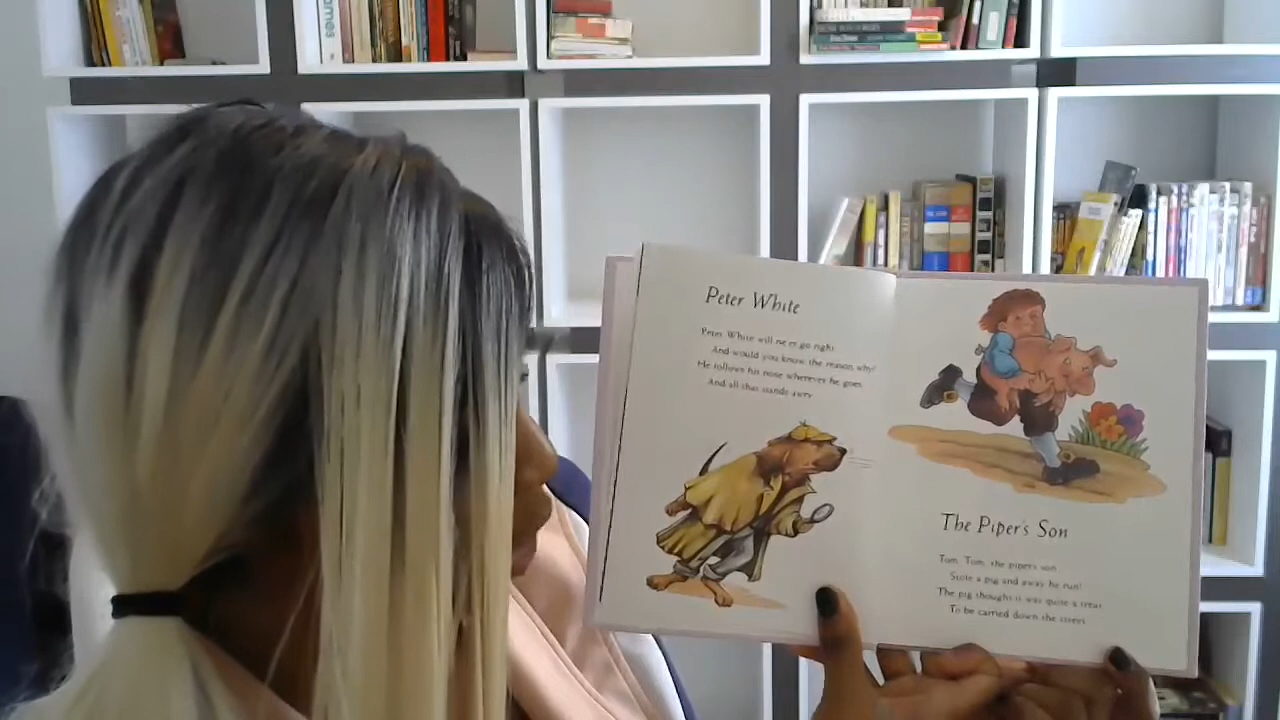 Peter White
Peter White will ne'er go right
And would you know the reason why?
He follows his nose wherever he goes
And all that stands awry
The Piper's Son
Tom, Tom, the piper's son
Stole a pig and away he run!
The pig thought it was quite a treat
To be carried down the street